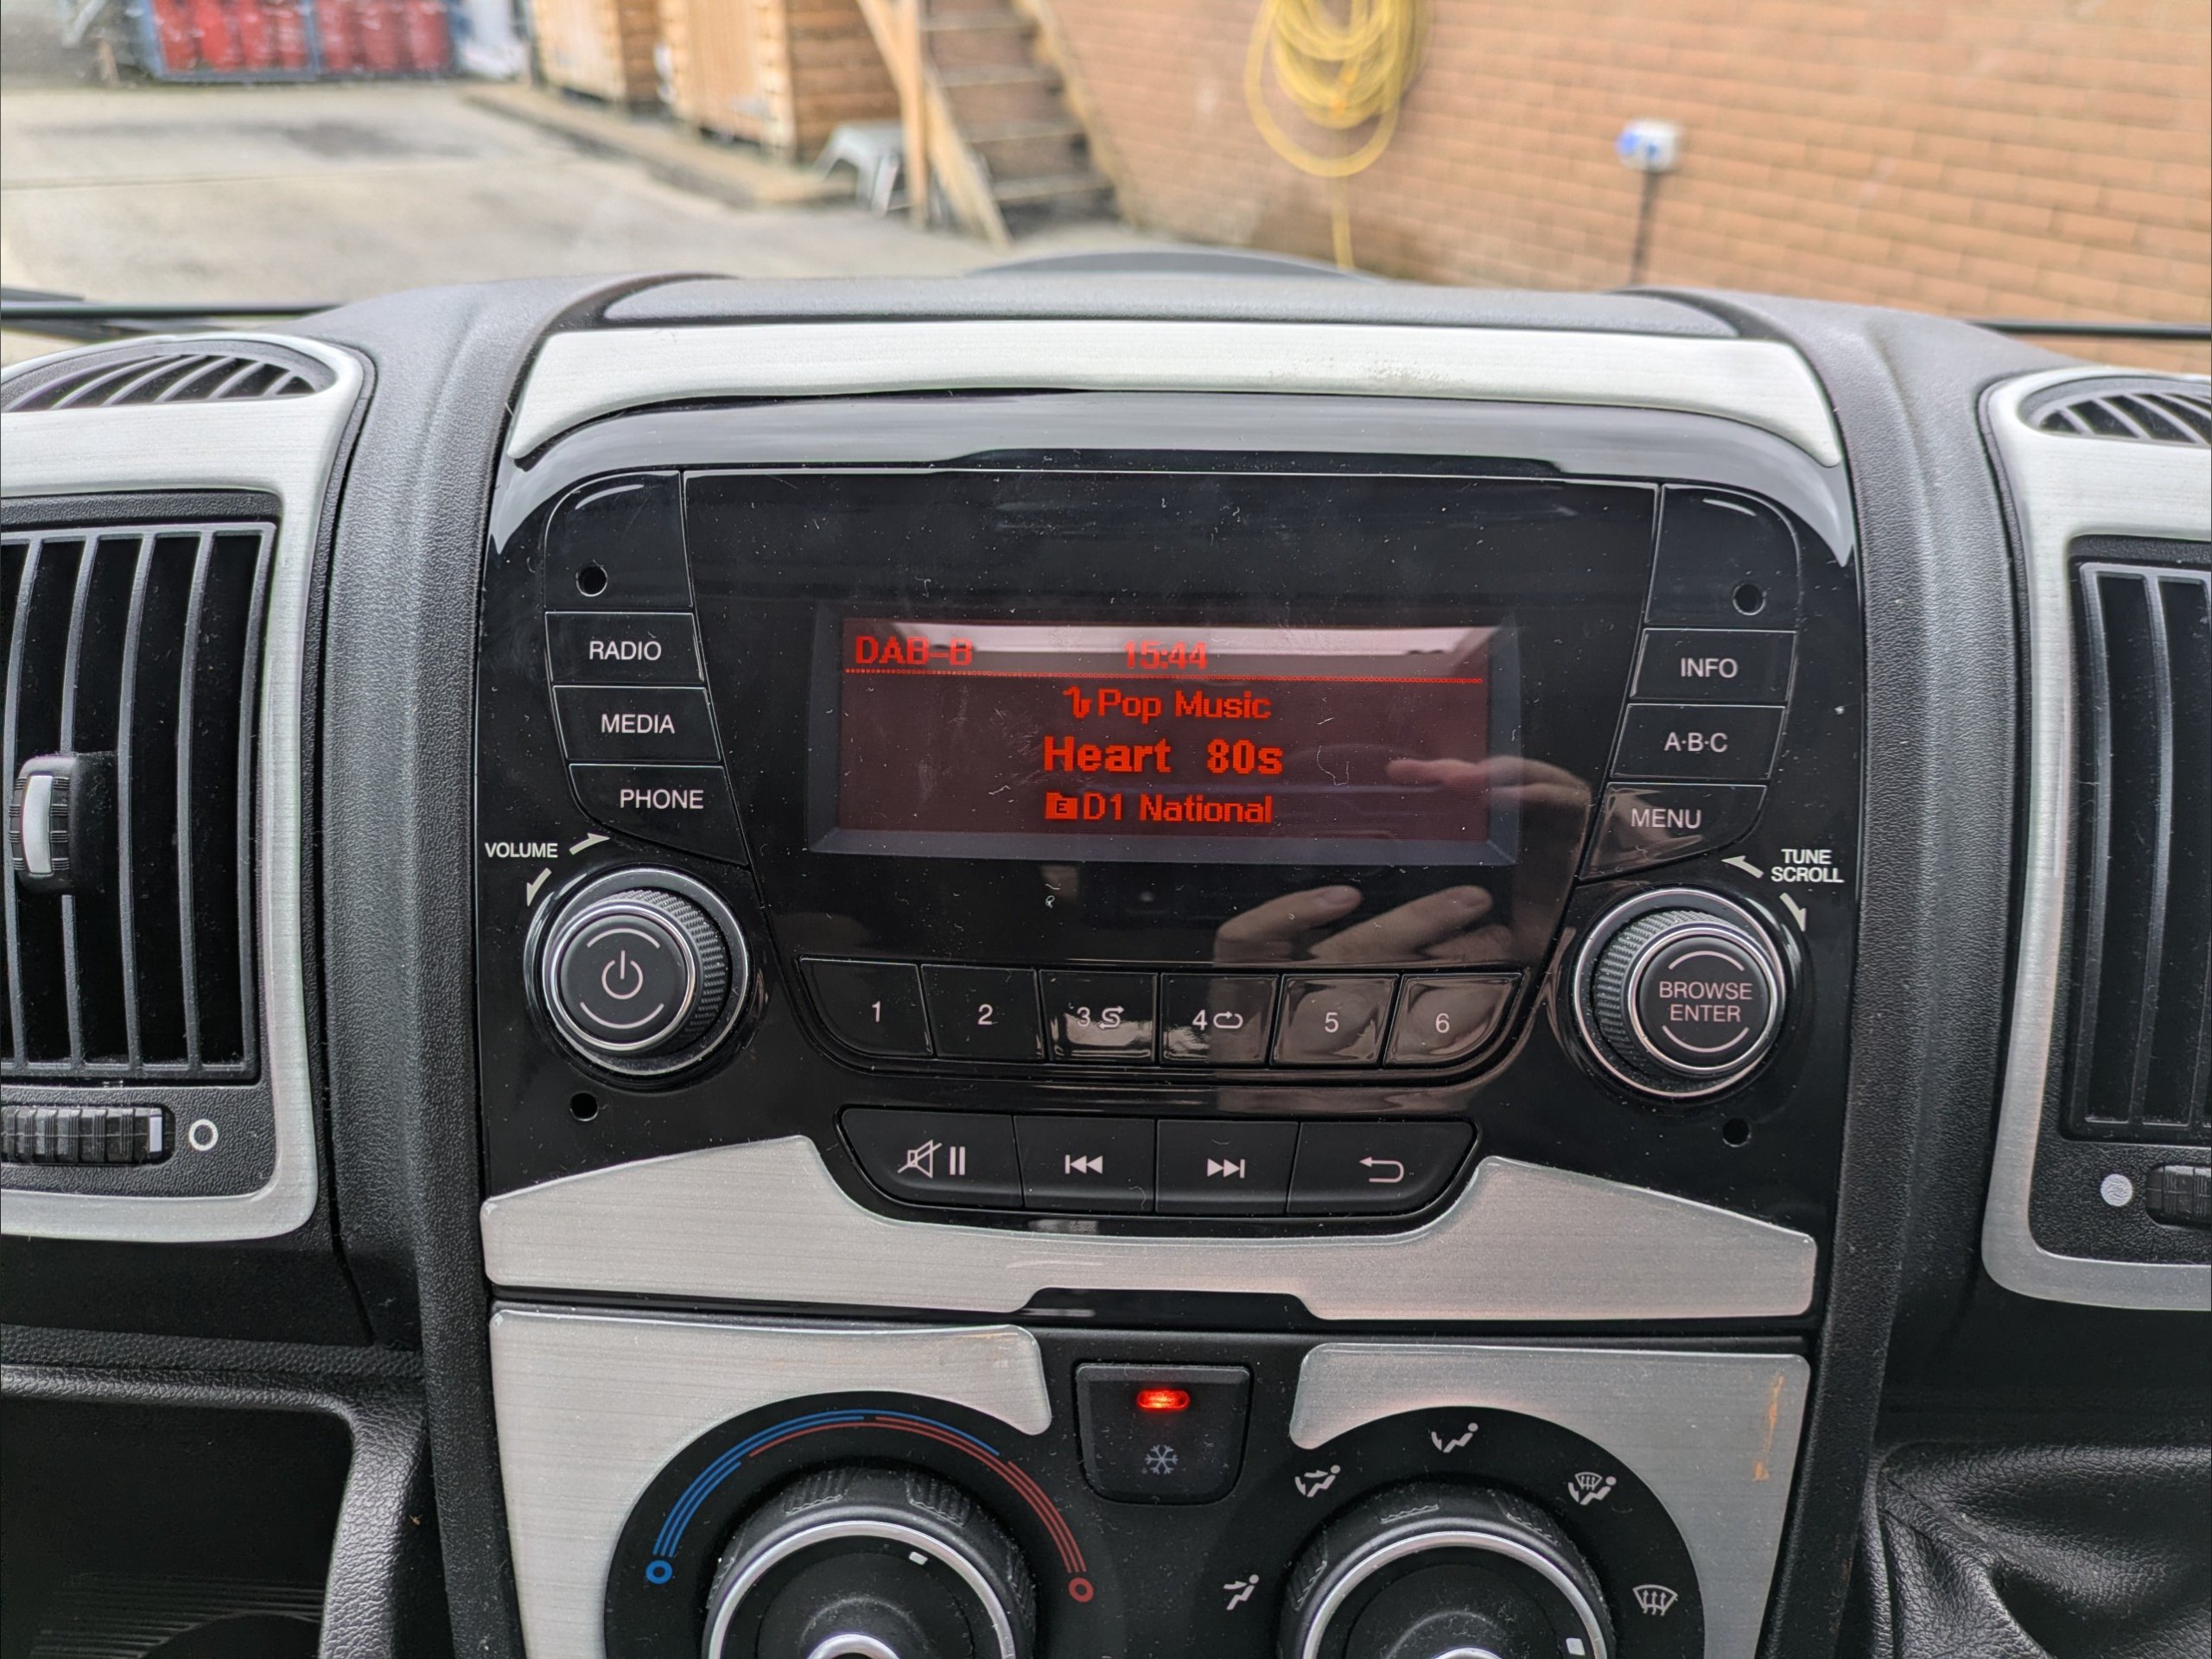 DAB-B 15:44
Pop Music
Heart 80s
E D1 National
RADIO
MEDIA
PHONE
VOLUME
INFO
A·B·C
MENU
TUNE
SCROLL
BROWSE
ENTER
1 2 3 4 5 6